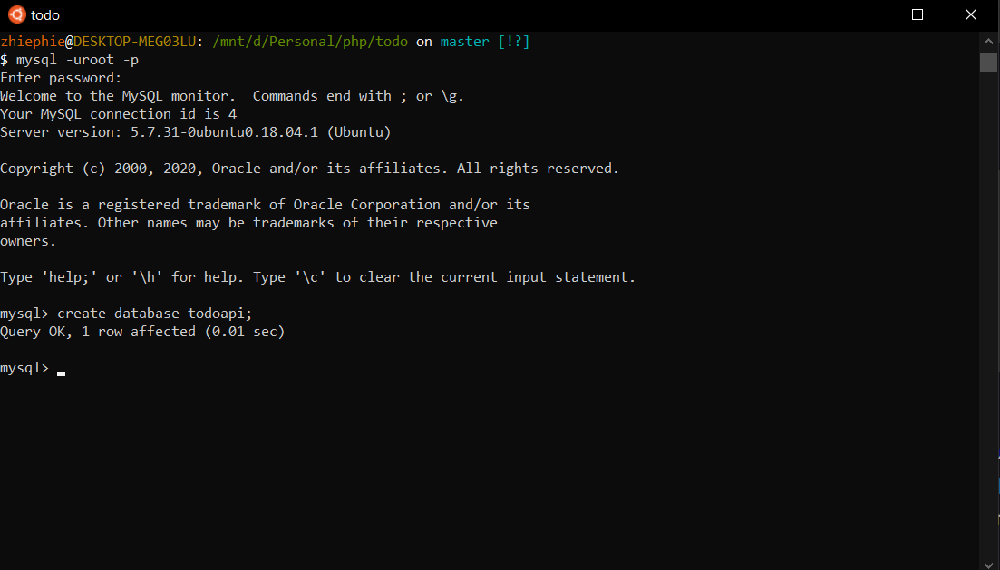 todo
zhiephie@DESKTOP-MEG03LU: /mnt/d/Personal/php/todo on master [!?]
$ mysql -uroot -p
Enter password:
Welcome to the MySQL monitor.  Commands end with ; or \g.
Your MySQL connection id is 4
Server version: 5.7.31-0ubuntu0.18.04.1 (Ubuntu)
Copyright (c) 2000, 2020, Oracle and/or its affiliates. All rights reserved.
Oracle is a registered trademark of Oracle Corporation and/or its
affiliates. Other names may be trademarks of their respective
owners.
Type 'help;' or '\h' for help. Type '\c' to clear the current input statement.
mysql> create database todoapi;
Query OK, 1 row affected (0.01 sec)
mysql>